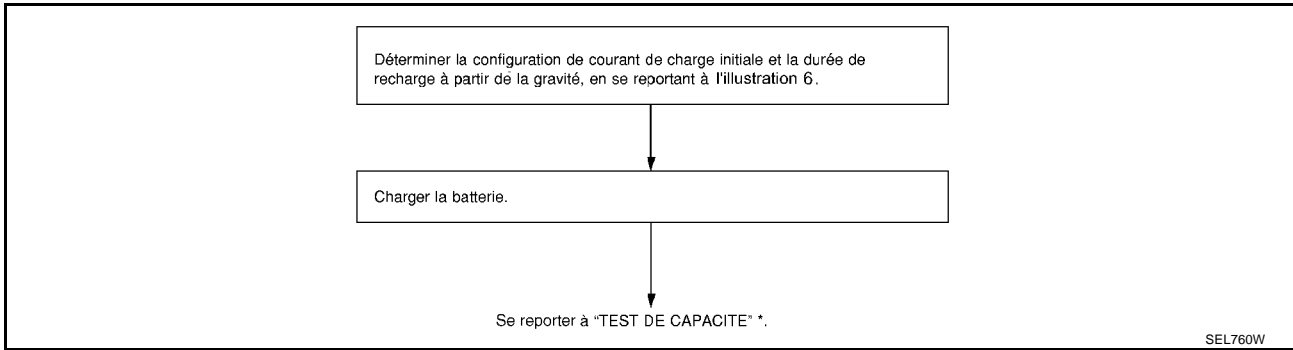 Déterminer la configuration de courant de charge initiale et la durée de
recharge à partir de la gravité, en se reportant à l'illustration 6.
Charger la batterie.
Se reporter à "TEST DE CAPACITE" *.
SEL760W